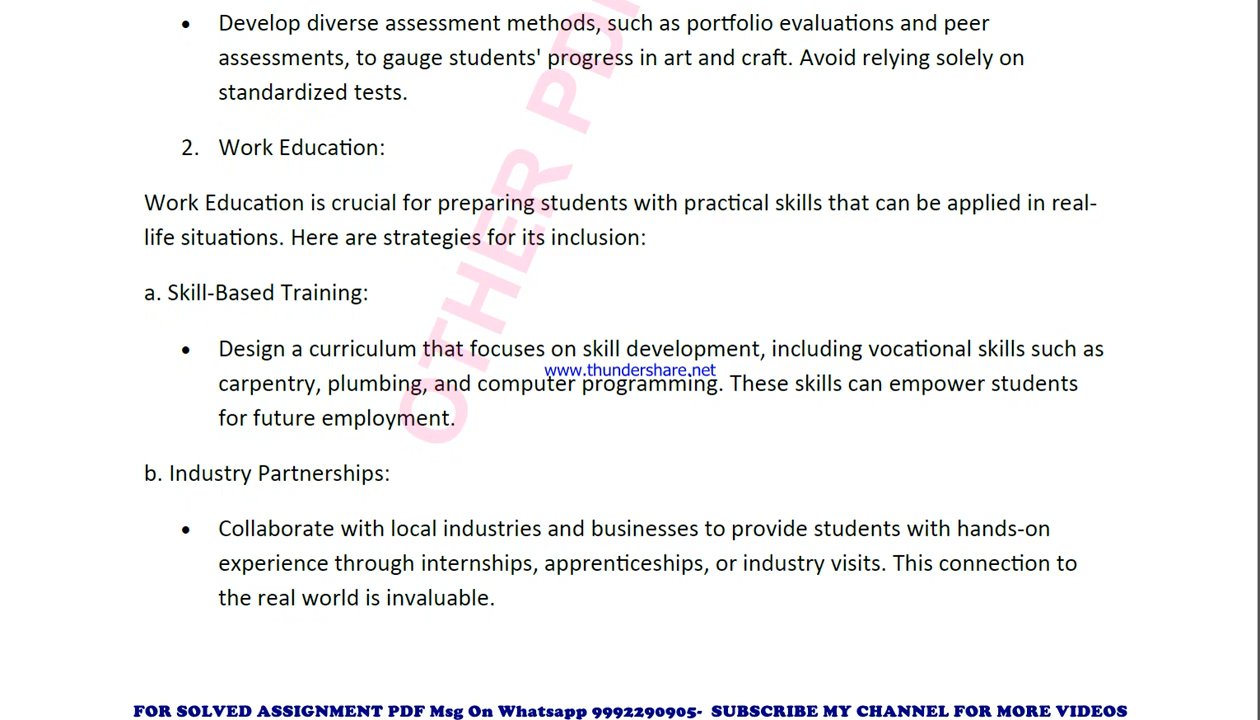 • Develop diverse assessment methods, such as portfolio evaluations and peer
assessments, to gauge students' progress in art and craft. Avoid relying solely on
standardized tests.
2. Work Education:
Work Education is crucial for preparing students with practical skills that can be applied in real-
life situations. Here are strategies for its inclusion:
a. Skill-Based Training:
• Design a curriculum that focuses on skill development, including vocational skills such as
www.thundershare.net
carpentry, plumbing, and computer programming. These skills can empower students
for future employment.
b. Industry Partnerships:
• Collaborate with local industries and businesses to provide students with hands-on
experience through internships, apprenticeships, or industry visits. This connection to
the real world is invaluable.
OTHER PDF
FOR SOLVED ASSIGNMENT PDF Msg On Whatsapp 9992290905- SUBSCRIBE MY CHANNEL FOR MORE VIDEOS